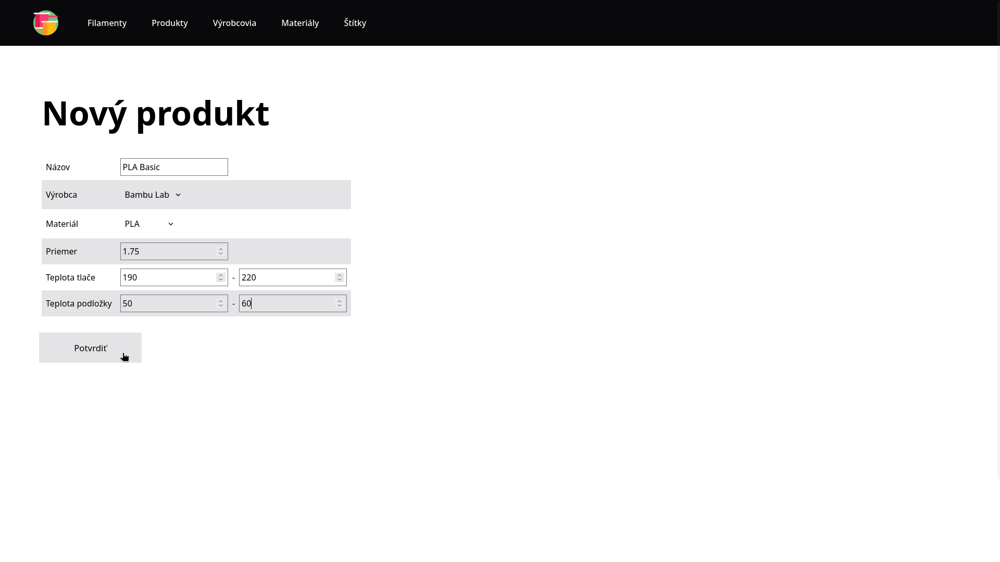 Filamenty Produkty Výrobcovia Materiály Štítky
Nový produkt
Názov PLA Basic
Výrobca Bambu Lab
Materiál PLA
Priemer 1.75
Teplota tlače 190 - 220
Teplota podložky 50 - 60
Potvrdiť